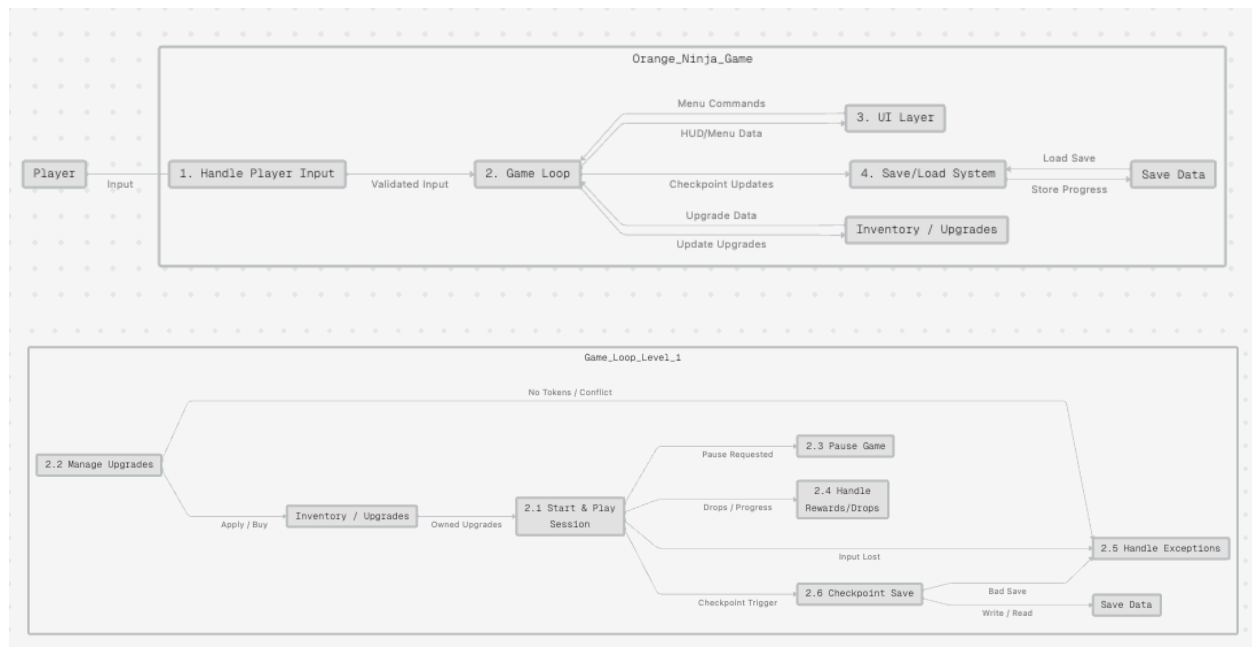 Orange_Ninja_Game
Menu Commands
3. UI Layer
HUD/Menu Data
Load Save
Player
Input
1. Handle Player Input
Validated Input
2. Game Loop
Checkpoint Updates
4. Save/Load System
Store Progress
Save Data
Upgrade Data
Inventory / Upgrades
Update Upgrades
Game_Loop_Level_1
No Tokens / Conflict
2.2 Manage Upgrades
Pause Requested
2.3 Pause Game
Apply / Buy
Inventory / Upgrades
Owned Upgrades
2.1 Start & Play
Session
Drops / Progress
2.4 Handle
Rewards/Drops
Input Lost
2.5 Handle Exceptions
Checkpoint Trigger
2.6 Checkpoint Save
Bad Save
Write / Read
Save Data